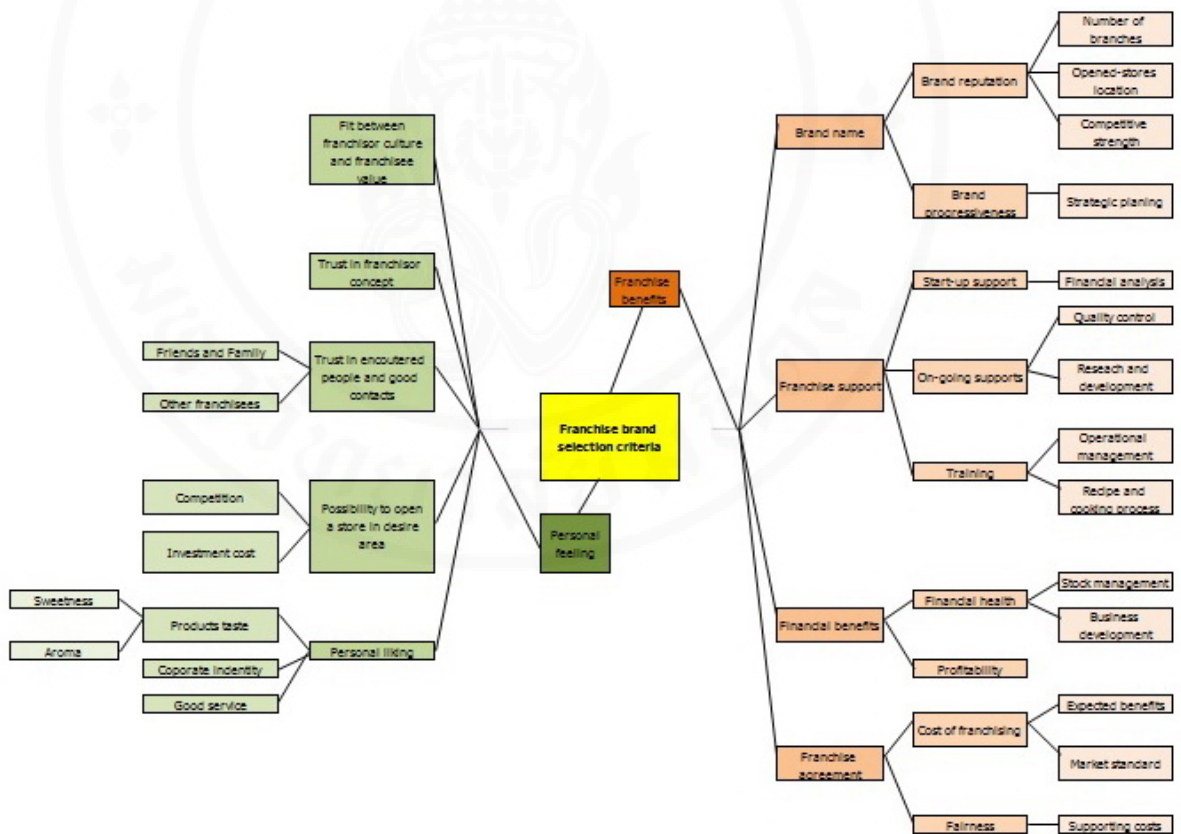 Franchise brand
selection criteria
Franchise
benefits
Brand name
Brand reputation
Number of
branches
Opened-stores
location
Competitive
strength
Brand
progressiveness
Strategic planing
Franchise support
Start-up support
Financial analysis
On-going supports
Quality control
Reseach and
development
Training
Operational
management
Recipe and
cooking process
Financial benefits
Financial health
Stock management
Business
development
Profitability
Franchise
agreement
Cost of franchising
Expected benefits
Market standard
Fairness
Supporting costs
Personal
feeling
Fit between
franchisor culture
and franchisee
value
Trust in franchisor
concept
Trust in encoutered
people and good
contacts
Friends and Family
Other franchisees
Possibility to open
a store in desire
area
Competition
Investment cost
Personal liking
Products taste
Sweetness
Aroma
Coporate indentity
Good service